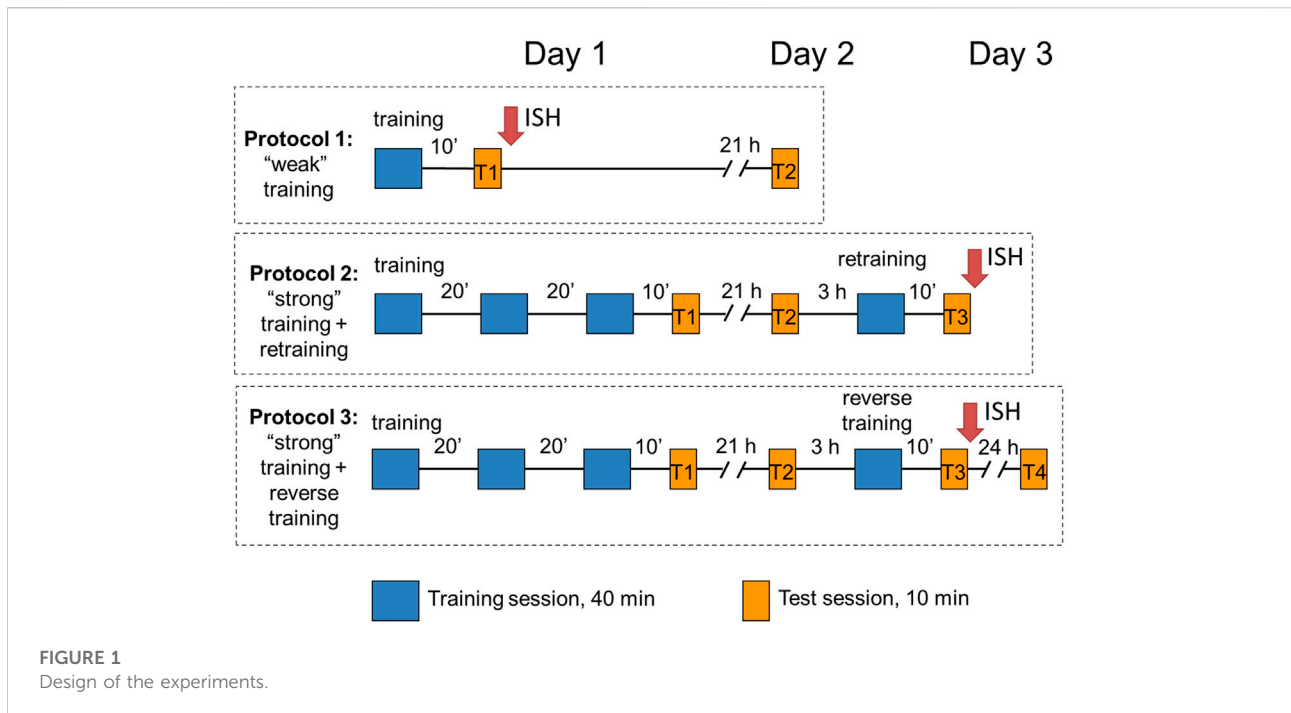 Day 1 Day 2 Day 3
Protocol 1:
"weak"
training
training
10'
T1
ISH
21 h
T2
Protocol 2:
"strong"
training +
retraining
training
20'
20'
10'
T1
21 h
T2
3 h
retraining
10'
T3
ISH
Protocol 3:
"strong"
training +
reverse
training
training
20'
20'
10'
T1
21 h
T2
3 h
reverse
training
10'
T3
ISH
24 h
T4
Training session, 40 min
Test session, 10 min
FIGURE 1
Design of the experiments.